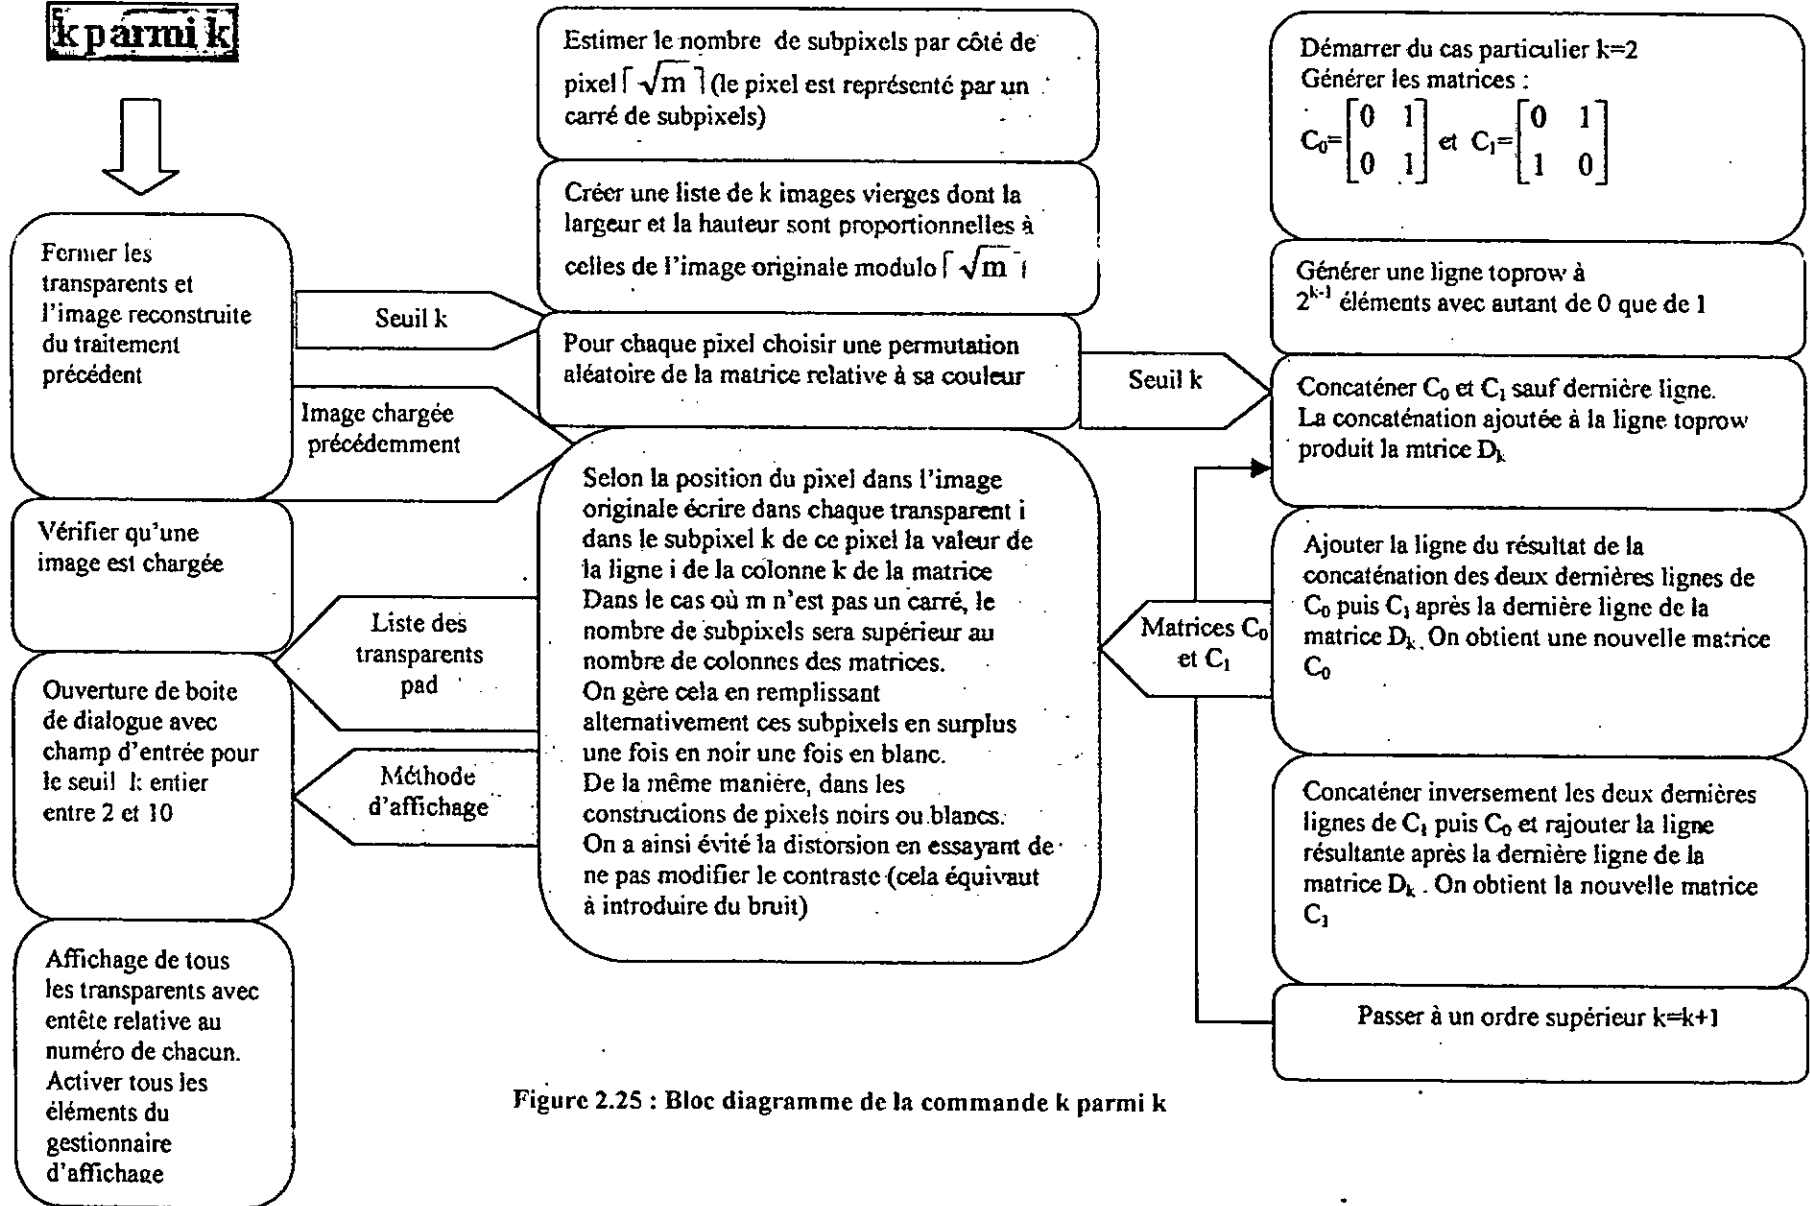 k parmi k
Fermer les
transparents et
l'image reconstruite
du traitement
précédent
Vérifier qu'une
image est chargée
Ouverture de boite
de dialogue avec
champ d'entrée pour
le seuil k entier
entre 2 et 10
Affichage de tous
les transparents avec
entête relative au
numéro de chacun.
Activer tous les
éléments du
gestionnaire
d'affichage
Seuil k
Image chargée
précédemment
Liste des
transparents
pad
Méthode
d'affichage
Estimer le nombre de subpixels par côté de
pixel ⌈√m⌉ (le pixel est représenté par un
carré de subpixels)
Créer une liste de k images vierges dont la
largeur et la hauteur sont proportionnelles à
celles de l'image originale modulo ⌈√m⌉
Pour chaque pixel choisir une permutation
aléatoire de la matrice relative à sa couleur
Selon la position du pixel dans l'image
originale écrire dans chaque transparent i
dans le subpixel k de ce pixel la valeur de
la ligne i de la colonne k de la matrice
Dans le cas où m n'est pas un carré, le
nombre de subpixels sera supérieur au
nombre de colonnes des matrices.
On gère cela en remplissant
alternativement ces subpixels en surplus
une fois en noir une fois en blanc.
De la même manière, dans les
constructions de pixels noirs ou blancs.
On a ainsi évité la distorsion en essayant de
ne pas modifier le contraste (cela équivaut
à introduire du bruit)
Seuil k
Matrices C₀
et C₁
Démarrer du cas particulier k=2
Générer les matrices :
C₀=[0 1; 0 1] et C₁=[0 1; 1 0]
Générer une ligne toprow à
2^(k-1) éléments avec autant de 0 que de 1
Concaténer C₀ et C₁ sauf dernière ligne.
La concaténation ajoutée à la ligne toprow
produit la mtrice Dₖ
Ajouter la ligne du résultat de la
concaténation des deux dernières lignes de
C₀ puis C₁ après la dernière ligne de la
matrice Dₖ. On obtient une nouvelle matrice
C₀
Concaténer inversement les deux dernières
lignes de C₁ puis C₀ et rajouter la ligne
résultante après la dernière ligne de la
matrice Dₖ . On obtient la nouvelle matrice
C₁
Passer à un ordre supérieur k=k+1
Figure 2.25 : Bloc diagramme de la commande k parmi k